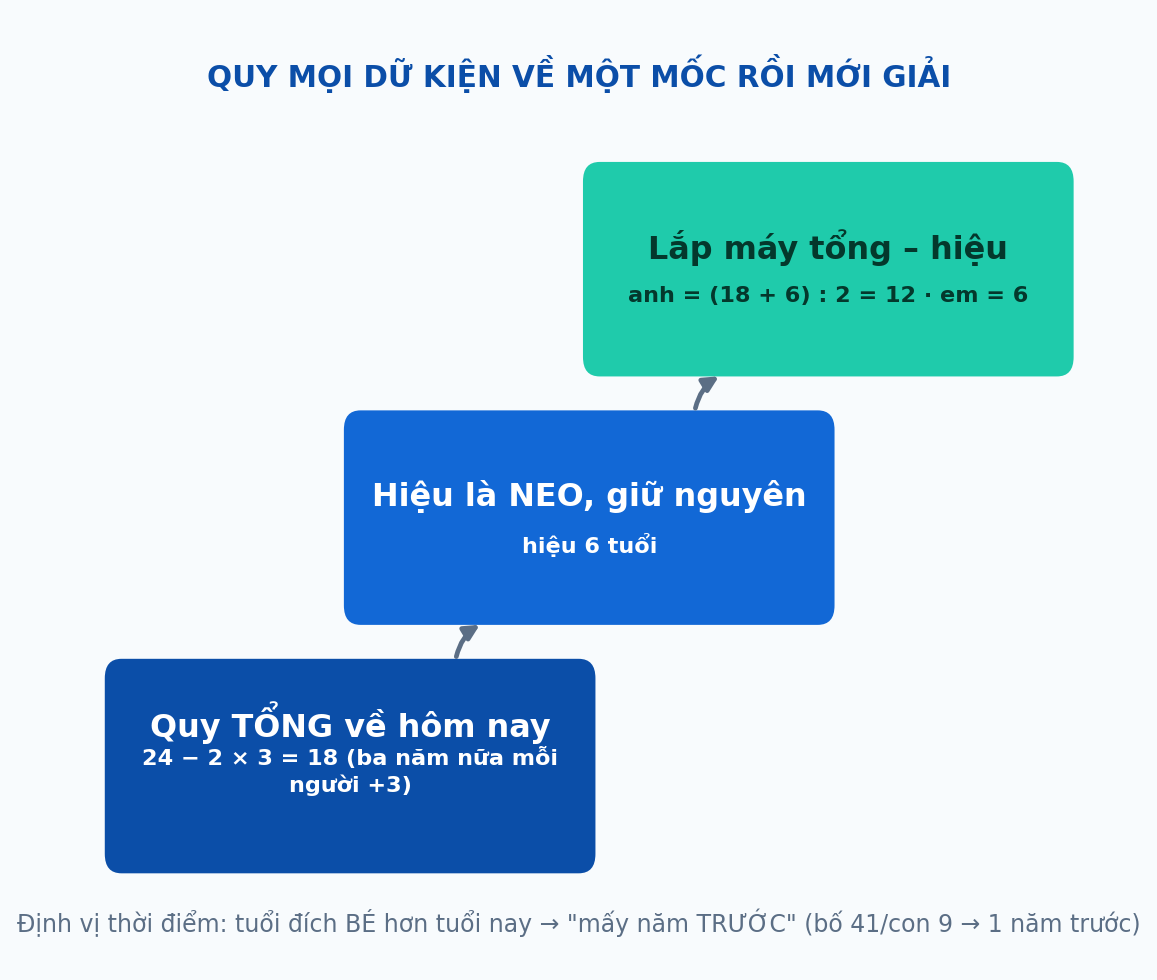 QUY MỌI DỮ KIỆN VỀ MỘT MỐC RỒI MỚI GIẢI
Lắp máy tổng – hiệu
anh = (18 + 6) : 2 = 12 · em = 6
Hiệu là NEO, giữ nguyên
hiệu 6 tuổi
Quy TỔNG về hôm nay
24 − 2 × 3 = 18 (ba năm nữa mỗi
người +3)
Định vị thời điểm: tuổi đích BÉ hơn tuổi nay → "mấy năm TRƯỚC" (bố 41/con 9 → 1 năm trước)